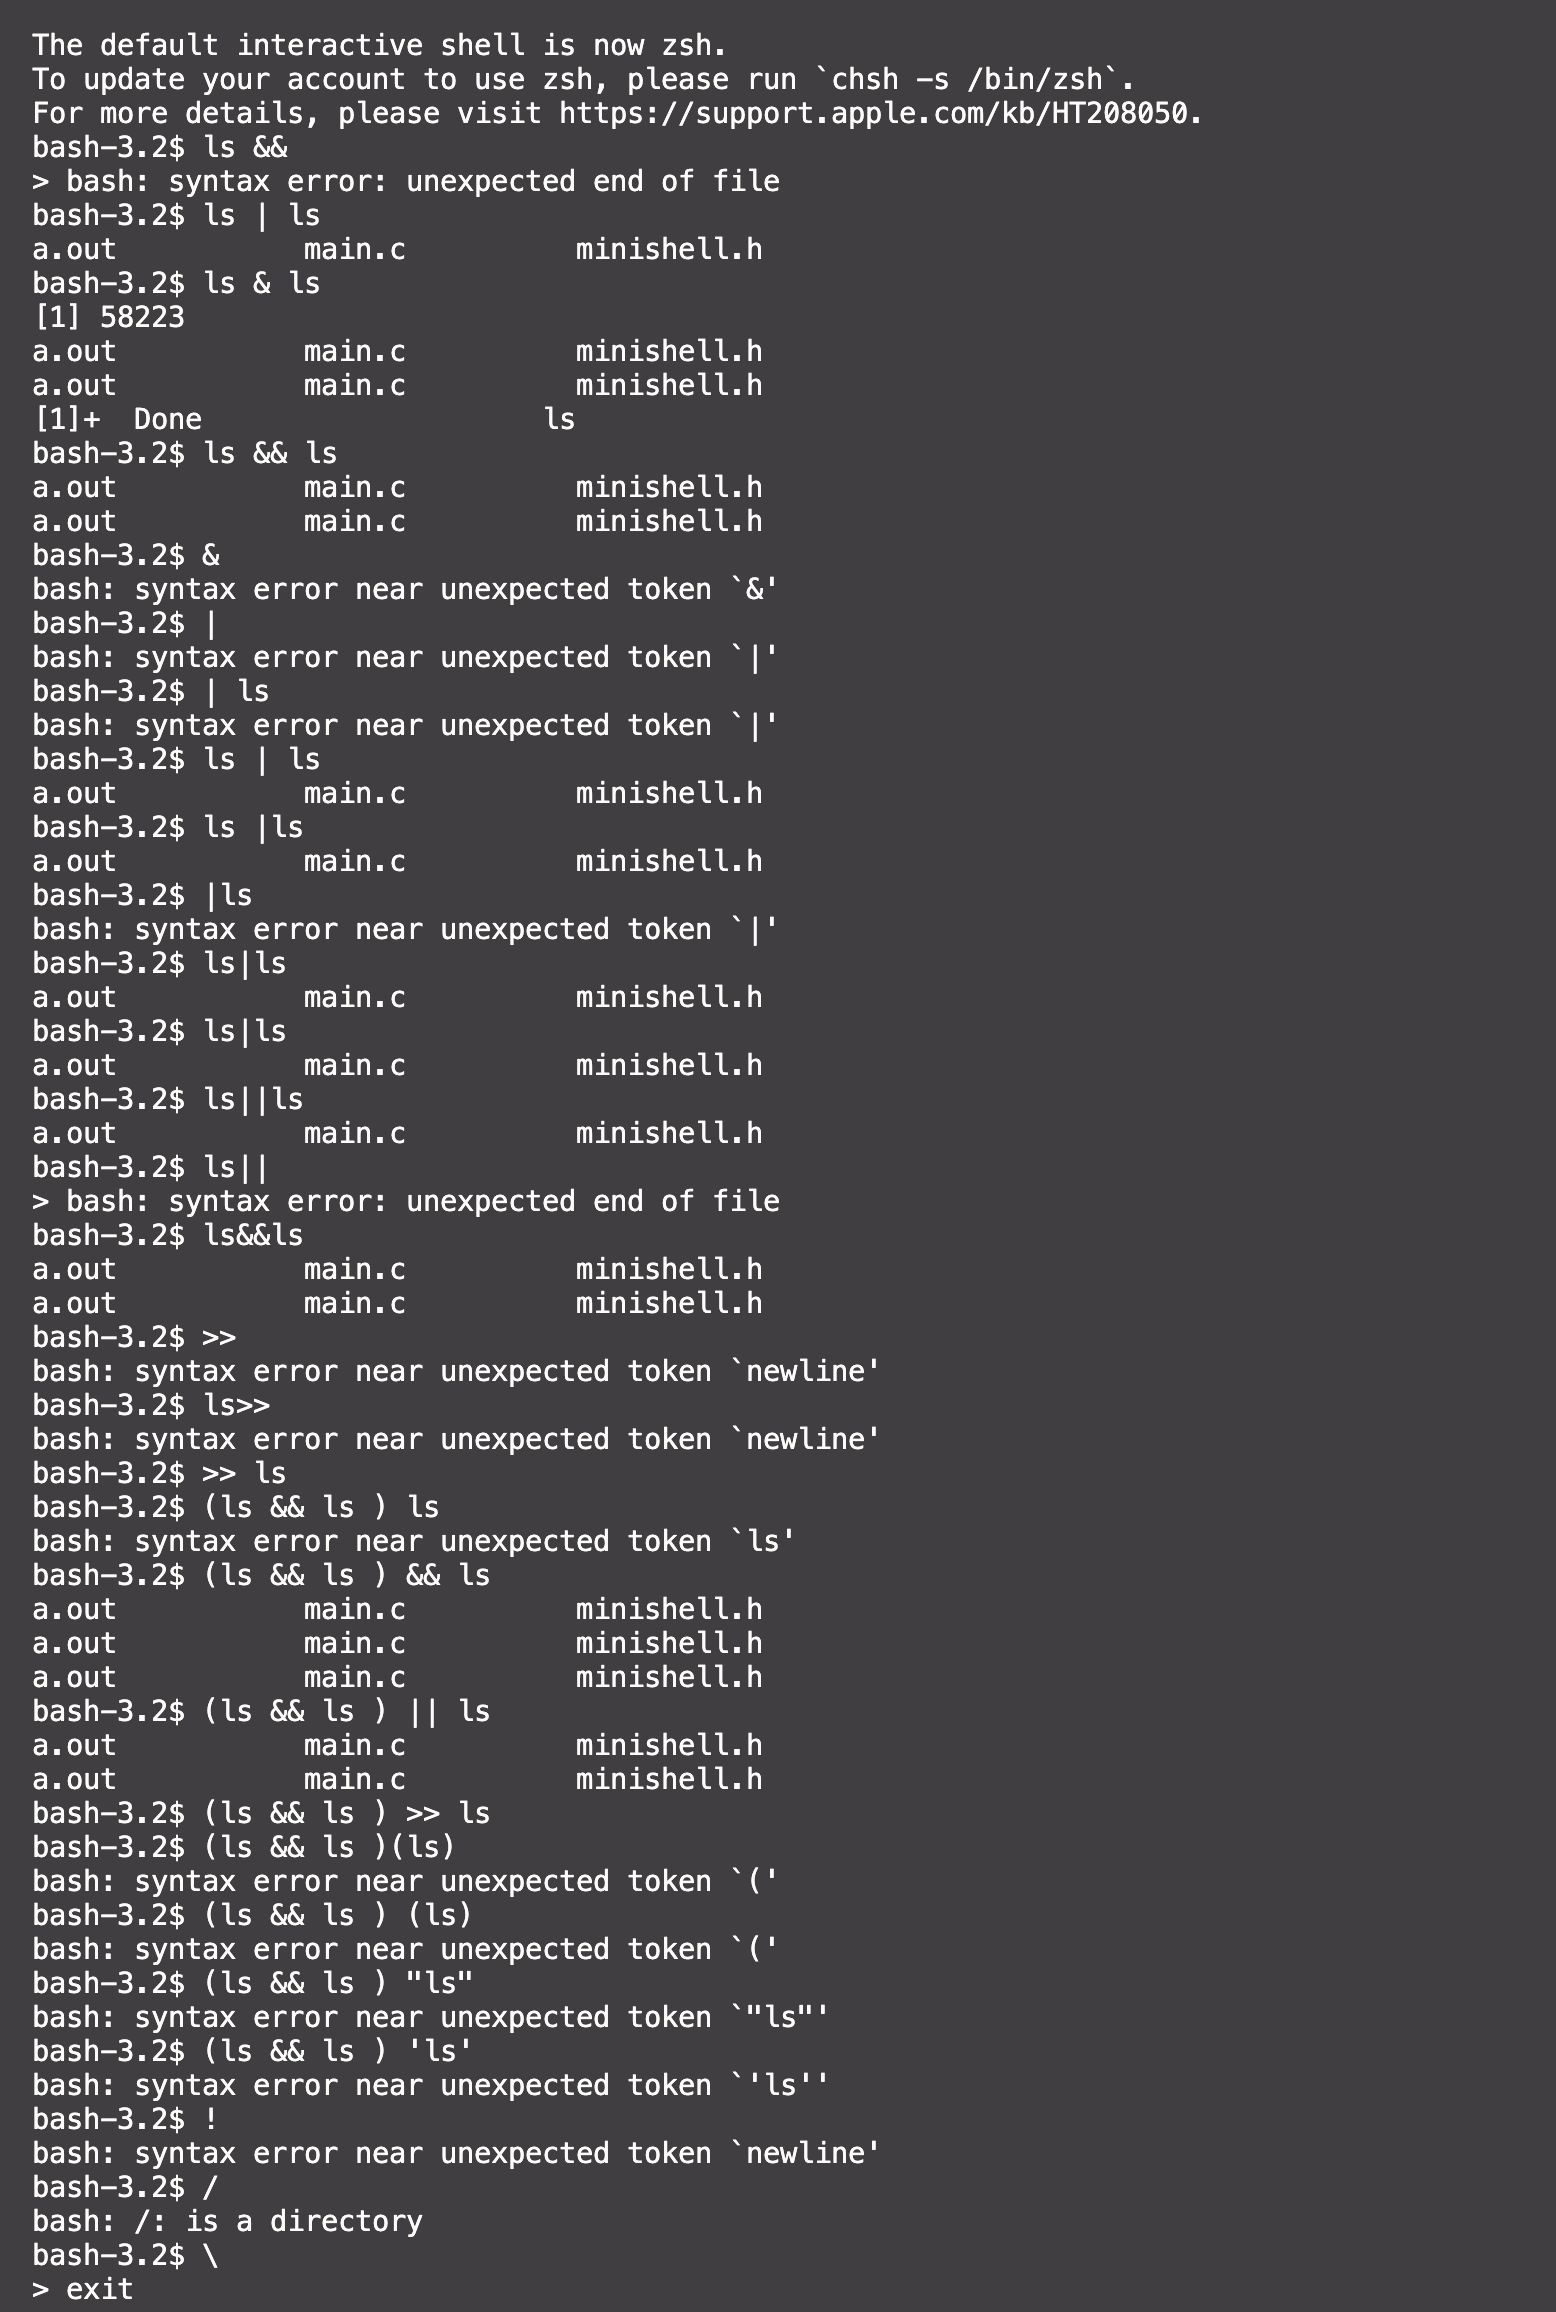 The default interactive shell is now zsh.
To update your account to use zsh, please run `chsh -s /bin/zsh`.
For more details, please visit https://support.apple.com/kb/HT208050.
bash-3.2$ ls &&
> bash: syntax error: unexpected end of file
bash-3.2$ ls | ls
a.out           main.c          minishell.h
bash-3.2$ ls & ls
[1] 58223
a.out           main.c          minishell.h
a.out           main.c          minishell.h
[1]+  Done                    ls
bash-3.2$ ls && ls
a.out           main.c          minishell.h
a.out           main.c          minishell.h
bash-3.2$ &
bash: syntax error near unexpected token `&'
bash-3.2$ |
bash: syntax error near unexpected token `|'
bash-3.2$ | ls
bash: syntax error near unexpected token `|'
bash-3.2$ ls | ls
a.out           main.c          minishell.h
bash-3.2$ ls |ls
a.out           main.c          minishell.h
bash-3.2$ |ls
bash: syntax error near unexpected token `|'
bash-3.2$ ls|ls
a.out           main.c          minishell.h
bash-3.2$ ls|ls
a.out           main.c          minishell.h
bash-3.2$ ls||ls
a.out           main.c          minishell.h
bash-3.2$ ls||
> bash: syntax error: unexpected end of file
bash-3.2$ ls&&ls
a.out           main.c          minishell.h
a.out           main.c          minishell.h
bash-3.2$ >>
bash: syntax error near unexpected token `newline'
bash-3.2$ ls>>
bash: syntax error near unexpected token `newline'
bash-3.2$ >> ls
bash-3.2$ (ls && ls ) ls
bash: syntax error near unexpected token `ls'
bash-3.2$ (ls && ls ) && ls
a.out           main.c          minishell.h
a.out           main.c          minishell.h
a.out           main.c          minishell.h
bash-3.2$ (ls && ls ) || ls
a.out           main.c          minishell.h
a.out           main.c          minishell.h
bash-3.2$ (ls && ls ) >> ls
bash-3.2$ (ls && ls )(ls)
bash: syntax error near unexpected token `('
bash-3.2$ (ls && ls ) (ls)
bash: syntax error near unexpected token `('
bash-3.2$ (ls && ls ) "ls"
bash: syntax error near unexpected token `"ls"'
bash-3.2$ (ls && ls ) 'ls'
bash: syntax error near unexpected token `'ls''
bash-3.2$ !
bash: syntax error near unexpected token `newline'
bash-3.2$ /
bash: /: is a directory
bash-3.2$ \
> exit